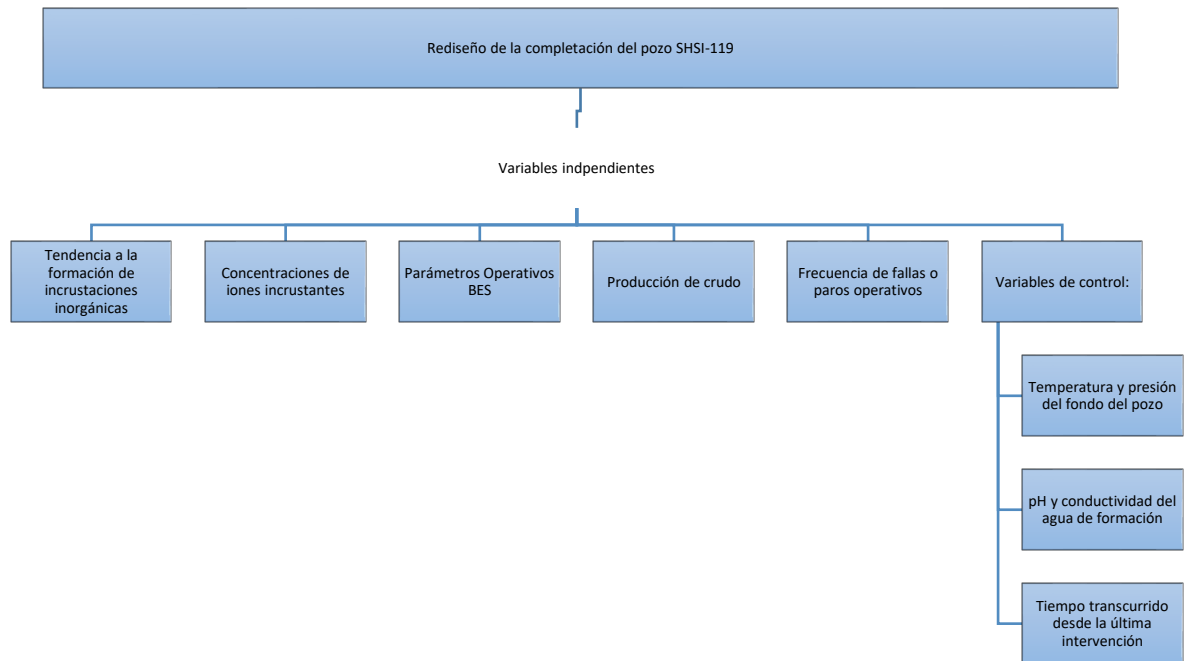 Rediseño de la completación del pozo SHSI-119
Variables indpendientes
Tendencia a la
formación de
incrustaciones
inorgánicas
Concentraciones de
iones incrustantes
Parámetros Operativos
BES
Producción de crudo
Frecuencia de fallas o
paros operativos
Variables de control:
Temperatura y presión
del fondo del pozo
pH y conductividad del
agua de formación
Tiempo transcurrido
desde la última
intervención